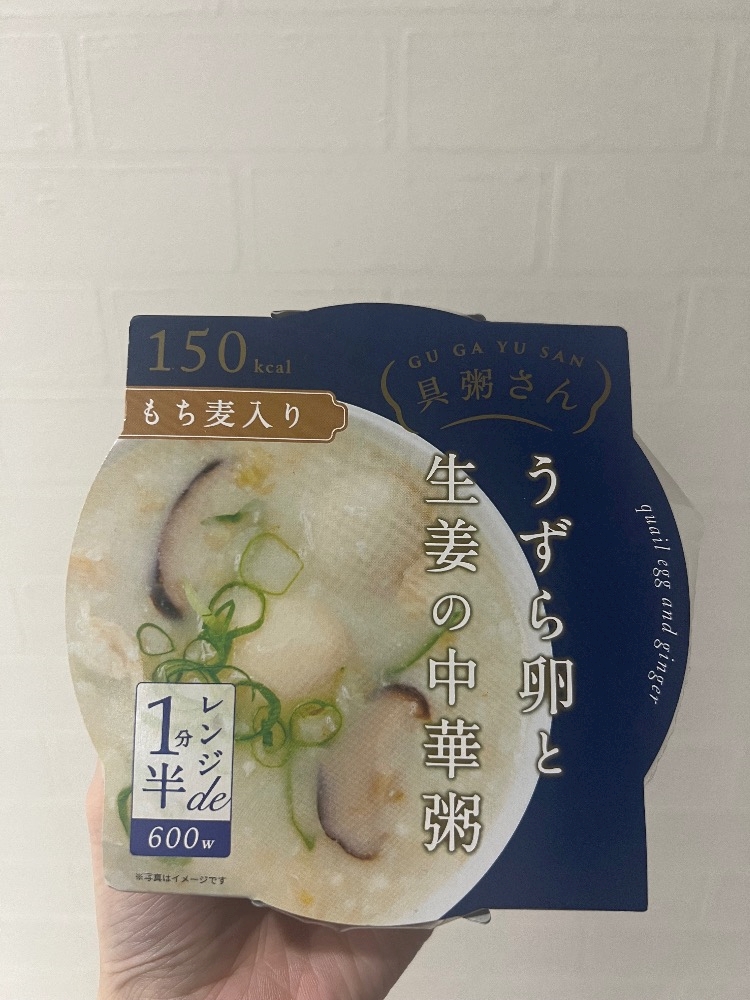 150kcal
もち麦入り
GU GA YU SAN
具粥さん
うずら卵と
生姜の中華粥
quail egg and ginger
レンジde
1分半
600w
※写真はイメージです